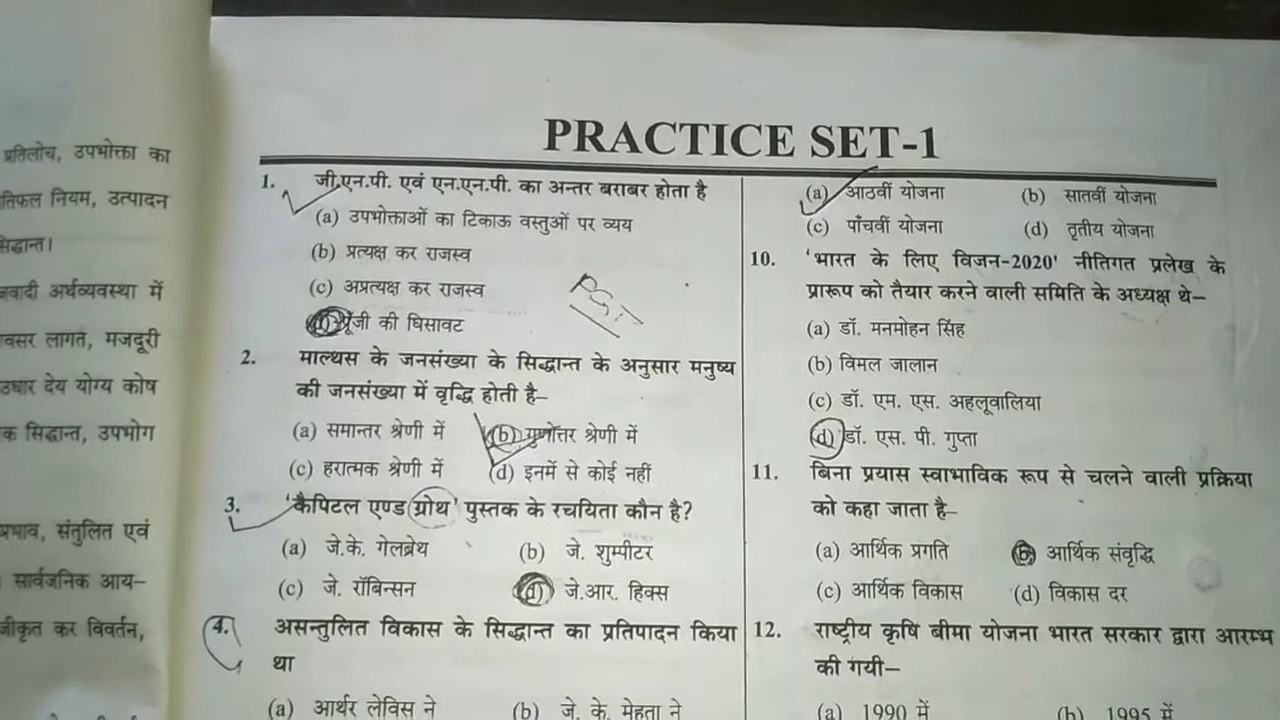 प्रतिलोच, उपभोक्ता का
तिफल नियम, उत्पादन
सिद्धान्त।
जवादी अर्थव्यवस्था में
वसर लागत, मजदूरी
उधार देय योग्य कोष
क सिद्धान्त, उपभोग
प्रभाव, संतुलित एवं
सार्वजनिक आय–
जीकृत कर विवर्तन,
PRACTICE SET-1
1. जी.एन.पी. एवं एन.एन.पी. का अन्तर बराबर होता है
(a) उपभोक्ताओं का टिकाऊ वस्तुओं पर व्यय
(b) प्रत्यक्ष कर राजस्व
(c) अप्रत्यक्ष कर राजस्व
(d) पूँजी की घिसावट
PGT
2. माल्थस के जनसंख्या के सिद्धान्त के अनुसार मनुष्य
की जनसंख्या में वृद्धि होती है–
(a) समान्तर श्रेणी में (b) गुणोत्तर श्रेणी में
(c) हरात्मक श्रेणी में (d) इनमें से कोई नहीं
3. 'कैपिटल एण्ड ग्रोथ' पुस्तक के रचयिता कौन है?
(a) जे.के. गेलब्रेथ (b) जे. शुम्पीटर
(c) जे. रॉबिन्सन (d) जे.आर. हिक्स
4. असन्तुलित विकास के सिद्धान्त का प्रतिपादन किया
था
(a) आर्थर लेविस ने (b) जे. के. मेहता ने
(a) आठवीं योजना (b) सातवीं योजना
(c) पाँचवीं योजना (d) तृतीय योजना
10. 'भारत के लिए विजन-2020' नीतिगत प्रलेख के
प्रारूप को तैयार करने वाली समिति के अध्यक्ष थे–
(a) डॉ. मनमोहन सिंह
(b) विमल जालान
(c) डॉ. एम. एस. अहलूवालिया
(d) डॉ. एस. पी. गुप्ता
11. बिना प्रयास स्वाभाविक रूप से चलने वाली प्रक्रिया
को कहा जाता है–
(a) आर्थिक प्रगति (b) आर्थिक संवृद्धि
(c) आर्थिक विकास (d) विकास दर
12. राष्ट्रीय कृषि बीमा योजना भारत सरकार द्वारा आरम्भ
की गयी–
(a) 1990 में (b) 1995 में